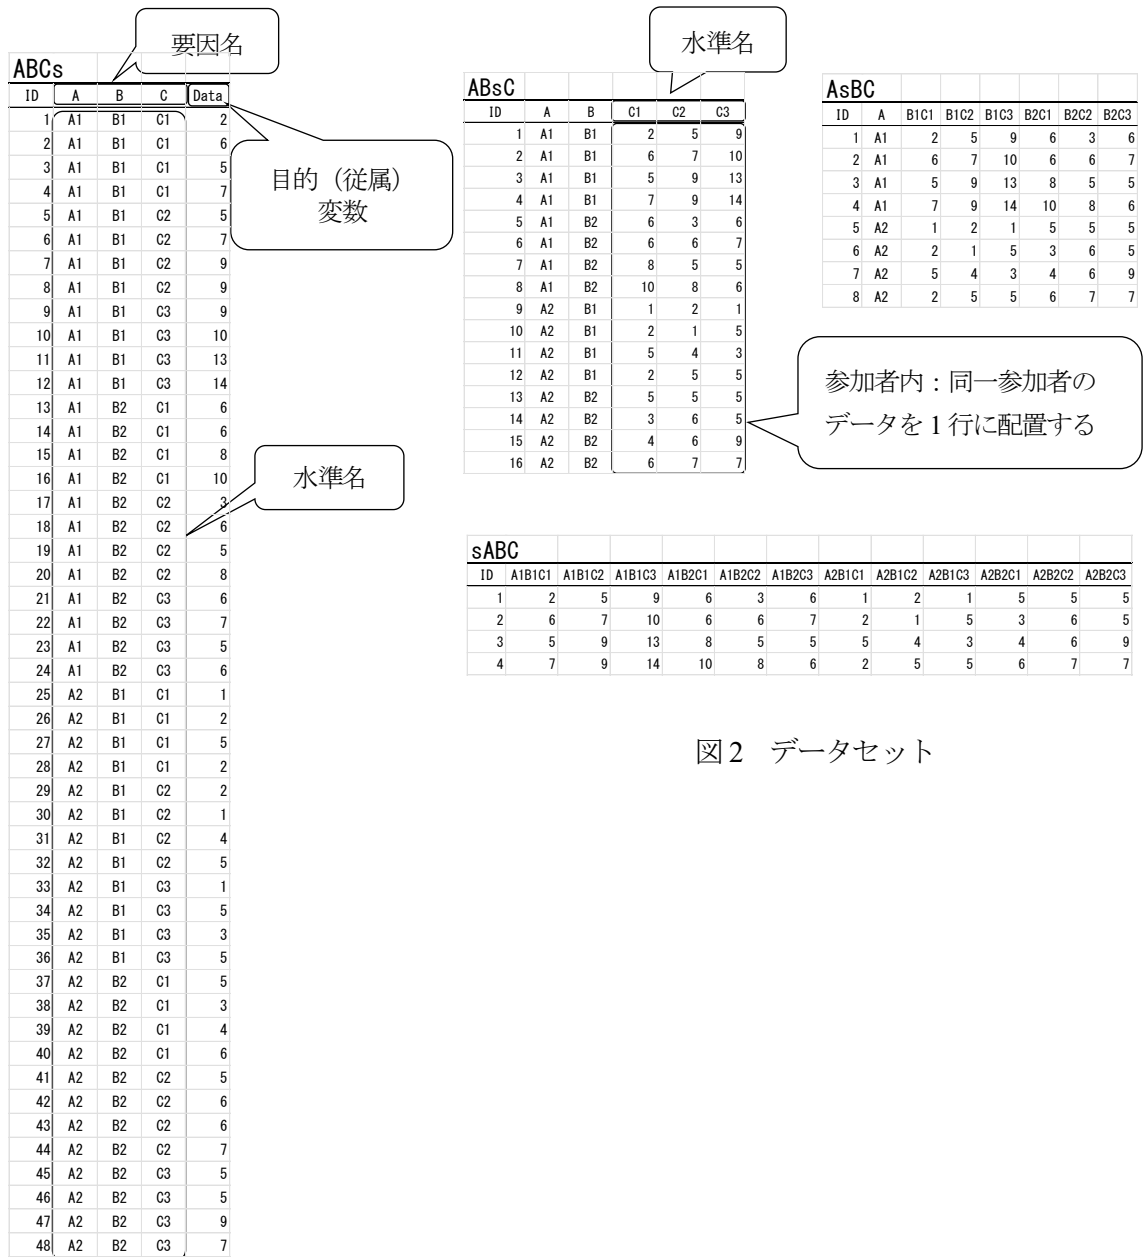 要因名
ABCs
ID A B C Data
1 A1 B1 C1 2
2 A1 B1 C1 6
3 A1 B1 C1 5
4 A1 B1 C1 7
5 A1 B1 C2 5
6 A1 B1 C2 7
7 A1 B1 C2 9
8 A1 B1 C2 9
9 A1 B1 C3 9
10 A1 B1 C3 10
11 A1 B1 C3 13
12 A1 B1 C3 14
13 A1 B2 C1 6
14 A1 B2 C1 6
15 A1 B2 C1 8
16 A1 B2 C1 10
17 A1 B2 C2 3
18 A1 B2 C2 6
19 A1 B2 C2 5
20 A1 B2 C2 8
21 A1 B2 C3 6
22 A1 B2 C3 7
23 A1 B2 C3 5
24 A1 B2 C3 6
25 A2 B1 C1 1
26 A2 B1 C1 2
27 A2 B1 C1 5
28 A2 B1 C1 2
29 A2 B1 C2 2
30 A2 B1 C2 1
31 A2 B1 C2 4
32 A2 B1 C2 5
33 A2 B1 C3 1
34 A2 B1 C3 5
35 A2 B1 C3 3
36 A2 B1 C3 5
37 A2 B2 C1 5
38 A2 B2 C1 3
39 A2 B2 C1 4
40 A2 B2 C1 6
41 A2 B2 C2 5
42 A2 B2 C2 6
43 A2 B2 C2 6
44 A2 B2 C2 7
45 A2 B2 C3 5
46 A2 B2 C3 5
47 A2 B2 C3 9
48 A2 B2 C3 7
目的（従属）
変数
水準名
水準名
ABsC
ID A B C1 C2 C3
1 A1 B1 2 5 9
2 A1 B1 6 7 10
3 A1 B1 5 9 13
4 A1 B1 7 9 14
5 A1 B2 6 3 6
6 A1 B2 6 6 7
7 A1 B2 8 5 5
8 A1 B2 10 8 6
9 A2 B1 1 2 1
10 A2 B1 2 1 5
11 A2 B1 5 4 3
12 A2 B1 2 5 5
13 A2 B2 5 5 5
14 A2 B2 3 6 5
15 A2 B2 4 6 9
16 A2 B2 6 7 7
AsBC
ID A B1C1 B1C2 B1C3 B2C1 B2C2 B2C3
1 A1 2 5 9 6 3 6
2 A1 6 7 10 6 6 7
3 A1 5 9 13 8 5 5
4 A1 7 9 14 10 8 6
5 A2 1 2 1 5 5 5
6 A2 2 1 5 3 6 5
7 A2 5 4 3 4 6 9
8 A2 2 5 5 6 7 7
参加者内：同一参加者の
データを1行に配置する
sABC
ID A1B1C1 A1B1C2 A1B1C3 A1B2C1 A1B2C2 A1B2C3 A2B1C1 A2B1C2 A2B1C3 A2B2C1 A2B2C2 A2B2C3
1 2 5 9 6 3 6 1 2 1 5 5 5
2 6 7 10 6 6 7 2 1 5 3 6 5
3 5 9 13 8 5 5 5 4 3 4 6 9
4 7 9 14 10 8 6 2 5 5 6 7 7
図2　データセット